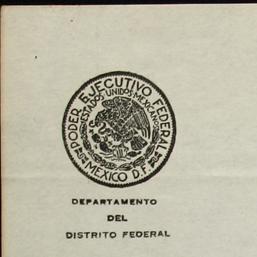 PODER EJECUTIVO FEDERAL
ESTADOS UNIDOS MEXICANOS
MEXICO D.F.
DEPARTAMENTO
DEL
DISTRITO FEDERAL